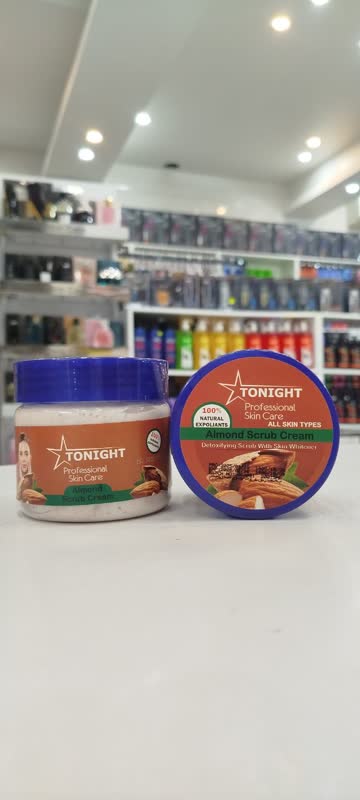 TONIGHT
Professional
Skin Care
Almond
Scrub Cream
TONIGHT
Professional
Skin Care
ALL SKIN TYPES
100%
NATURAL
EXFOLIANTS
Almond Scrub Cream
Detoxifying Scrub With Skin Whitener